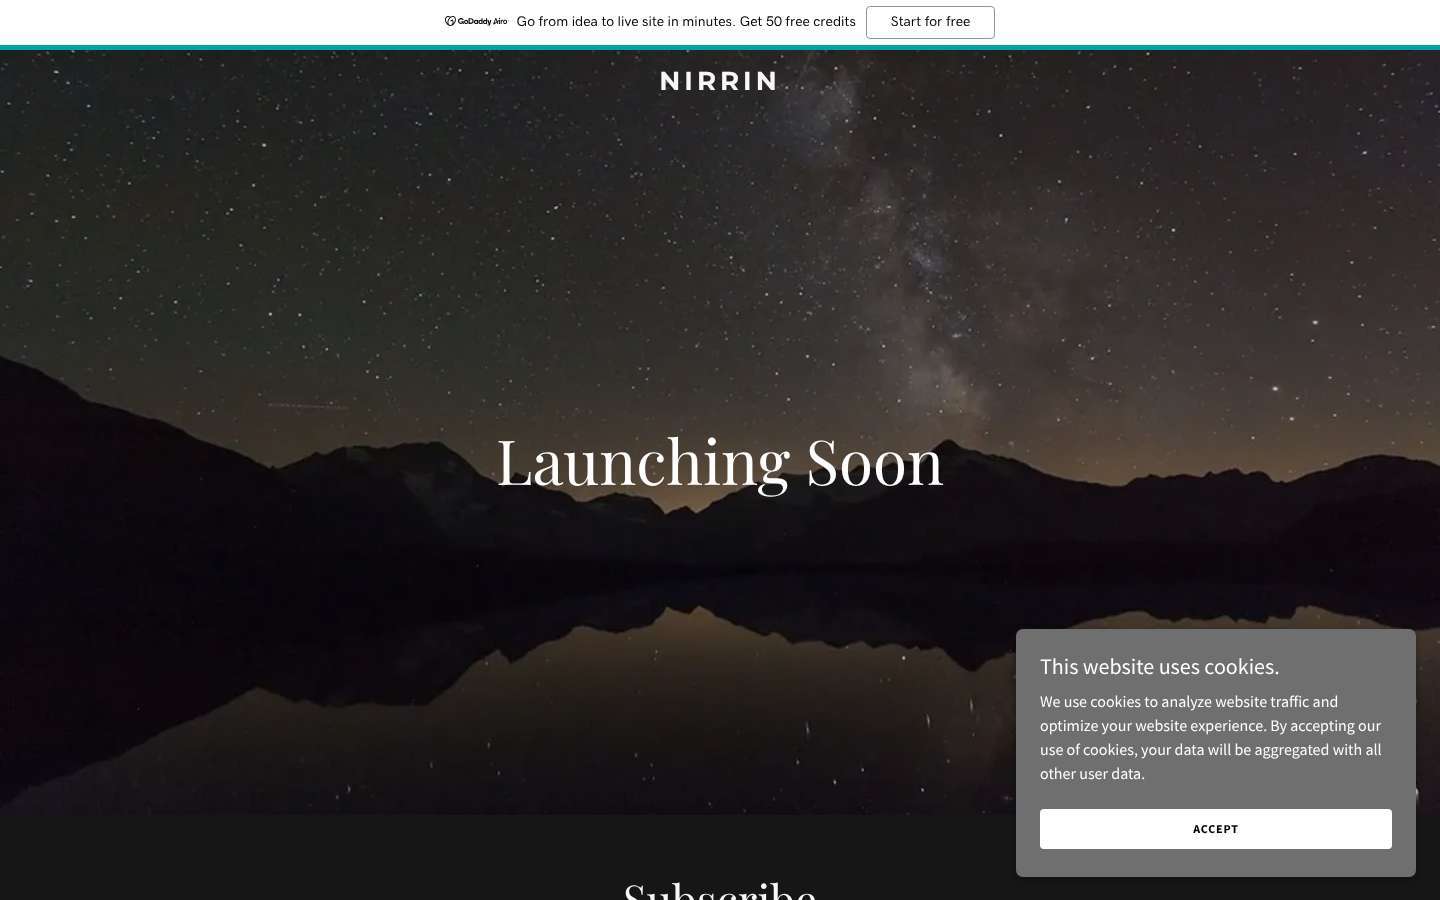 GoDaddy Airo
Go from idea to live site in minutes. Get 50 free credits
Start for free
NIRRIN
Launching Soon
This website uses cookies.
We use cookies to analyze website traffic and
optimize your website experience. By accepting our
use of cookies, your data will be aggregated with all
other user data.
ACCEPT
Subscribe